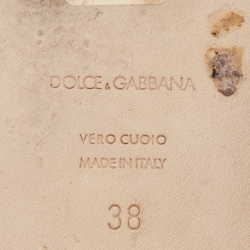 DOLCE & GABBANA
VERO CUOIO
MADE IN ITALY
38